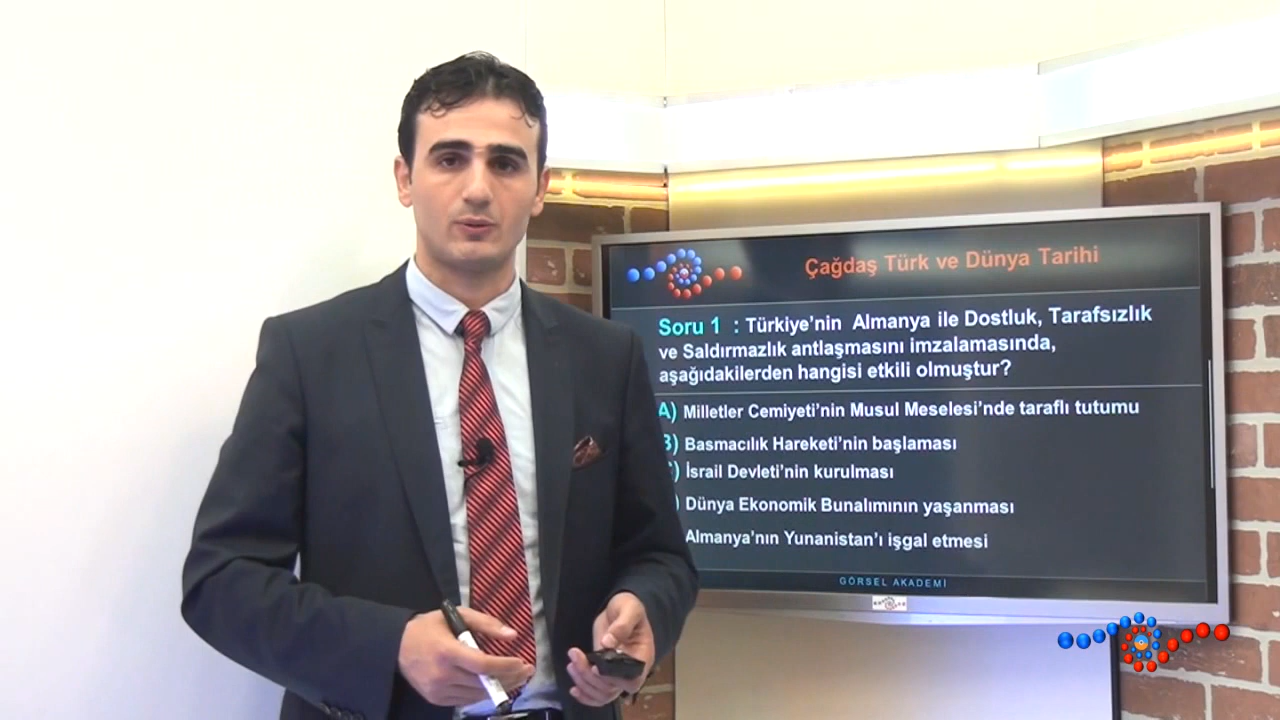 Çağdaş Türk ve Dünya Tarihi
Soru 1 : Türkiye'nin Almanya ile Dostluk, Tarafsızlık
ve Saldırmazlık antlaşmasını imzalamasında,
aşağıdakilerden hangisi etkili olmuştur?
A) Milletler Cemiyeti'nin Musul Meselesi'nde taraflı tutumu
B) Basmacılık Hareketi'nin başlaması
) İsrail Devleti'nin kurulması
) Dünya Ekonomik Bunalımının yaşanması
Almanya'nın Yunanistan'ı işgal etmesi
GÖRSEL AKADEMİ